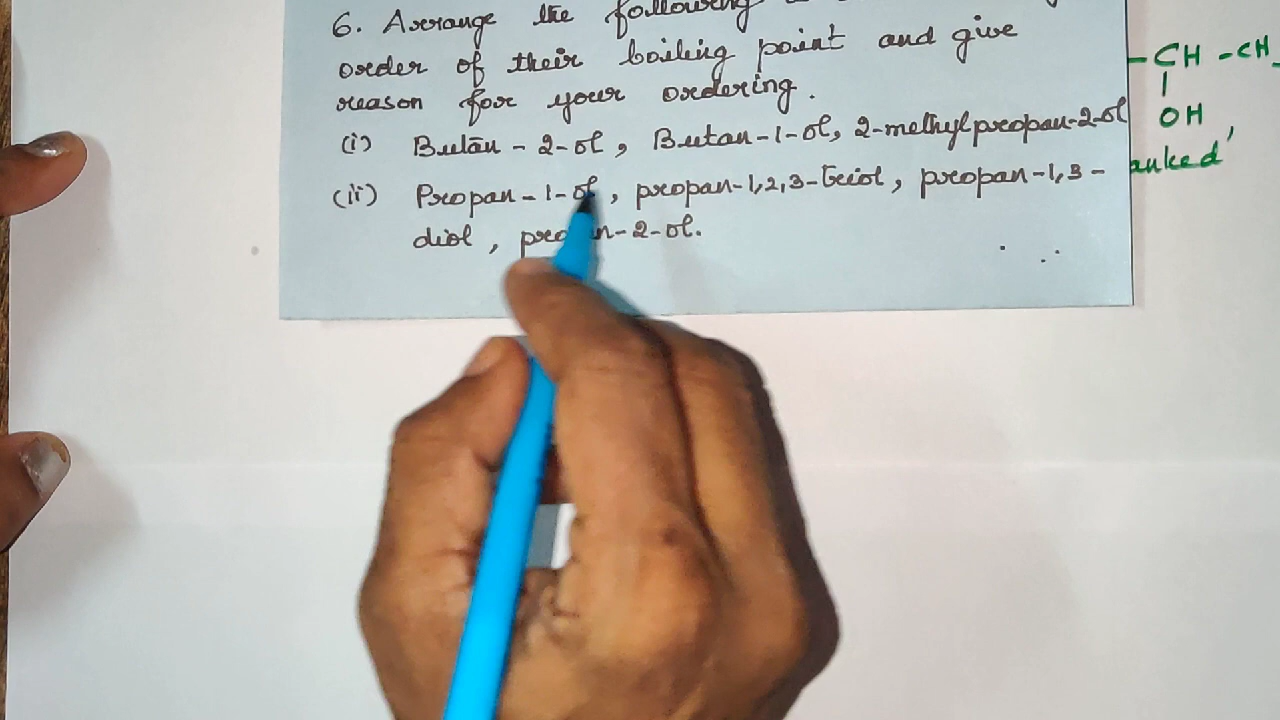 6. Arrange the following
order of their boiling point and give
reason for your ordering.
(i) Butan - 2-ol, Butan-1-ol, 2-methylpropan-2-ol
(ii) Propan-1-ol, propan-1,2,3-triol, propan-1,3-
diol, propan-2-ol.
-CH-CH
|
OH,
anked